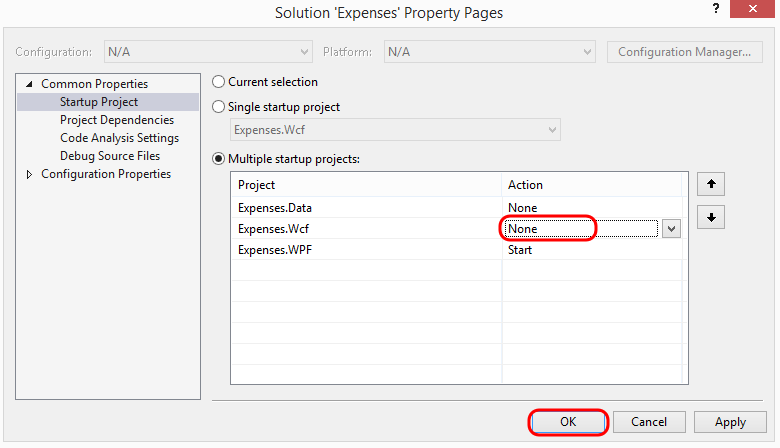 Solution 'Expenses' Property Pages
?
Configuration: N/A Platform: N/A Configuration Manager...
Common Properties
Startup Project
Project Dependencies
Code Analysis Settings
Debug Source Files
Configuration Properties
Current selection
Single startup project
Expenses.Wcf
Multiple startup projects:
Project Action
Expenses.Data None
Expenses.Wcf None
Expenses.WPF Start
OK Cancel Apply